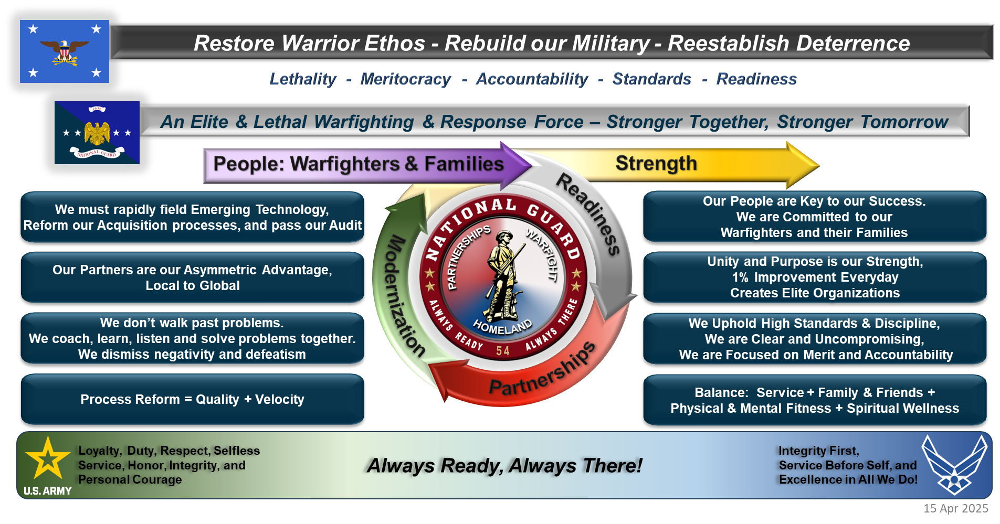 Restore Warrior Ethos - Rebuild our Military - Reestablish Deterrence
Lethality - Meritocracy - Accountability - Standards - Readiness
1636
NATIONAL GUARD
An Elite & Lethal Warfighting & Response Force – Stronger Together, Stronger Tomorrow
People: Warfighters & Families
Strength
We must rapidly field Emerging Technology,
Reform our Acquisition processes, and pass our Audit
Our Partners are our Asymmetric Advantage,
Local to Global
We don’t walk past problems.
We coach, learn, listen and solve problems together.
We dismiss negativity and defeatism
Process Reform = Quality + Velocity
Readiness
Partnerships
Modernization
NATIONAL GUARD
PARTNERSHIPS
WARFIGHT
HOMELAND
ALWAYS READY
54
ALWAYS THERE
Our People are Key to our Success.
We are Committed to our
Warfighters and their Families
Unity and Purpose is our Strength,
1% Improvement Everyday
Creates Elite Organizations
We Uphold High Standards & Discipline,
We are Clear and Uncompromising,
We are Focused on Merit and Accountability
Balance: Service + Family & Friends +
Physical & Mental Fitness + Spiritual Wellness
U.S. ARMY
Loyalty, Duty, Respect, Selfless
Service, Honor, Integrity, and
Personal Courage
Always Ready, Always There!
Integrity First,
Service Before Self, and
Excellence in All We Do!
15 Apr 2025